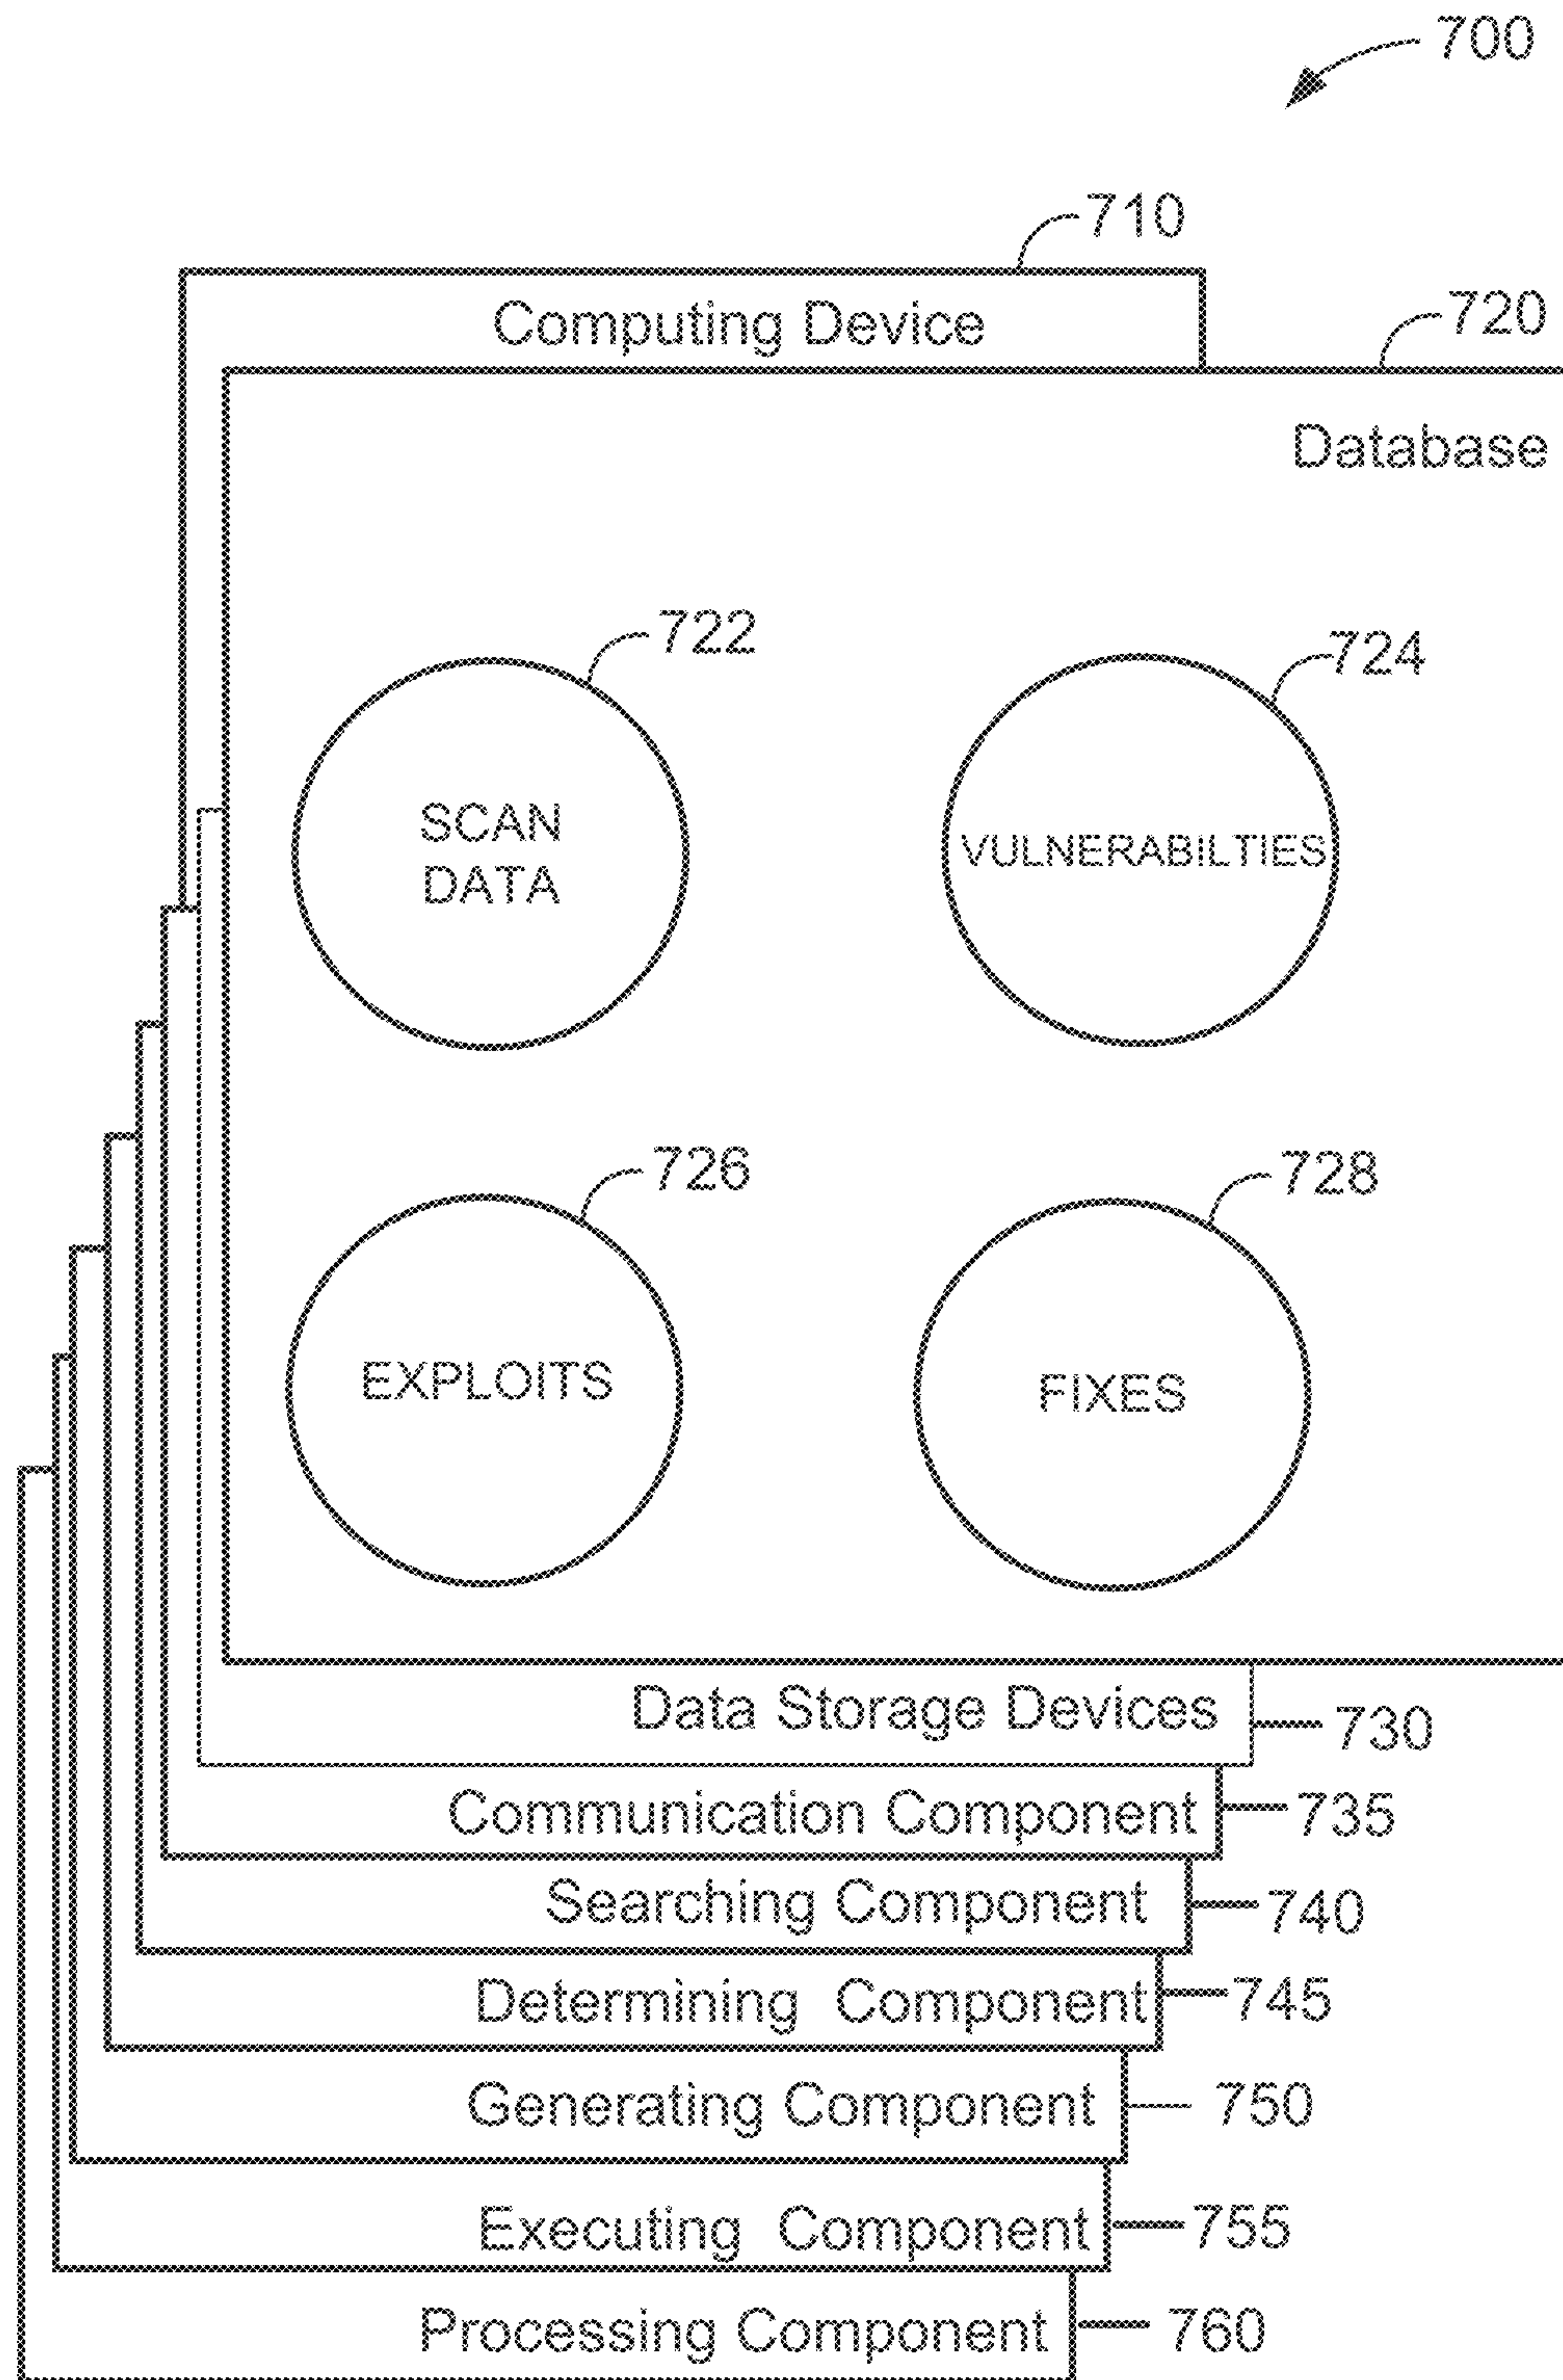 700
710
Computing Device
720
Database
722
724
SCAN
DATA
VULNERABILTIES
726
728
EXPLOITS
FIXES
Data Storage Devices
730
Communication Component
735
Searching Component
740
Determining Component
745
Generating Component
750
Executing Component
755
Processing Component
760